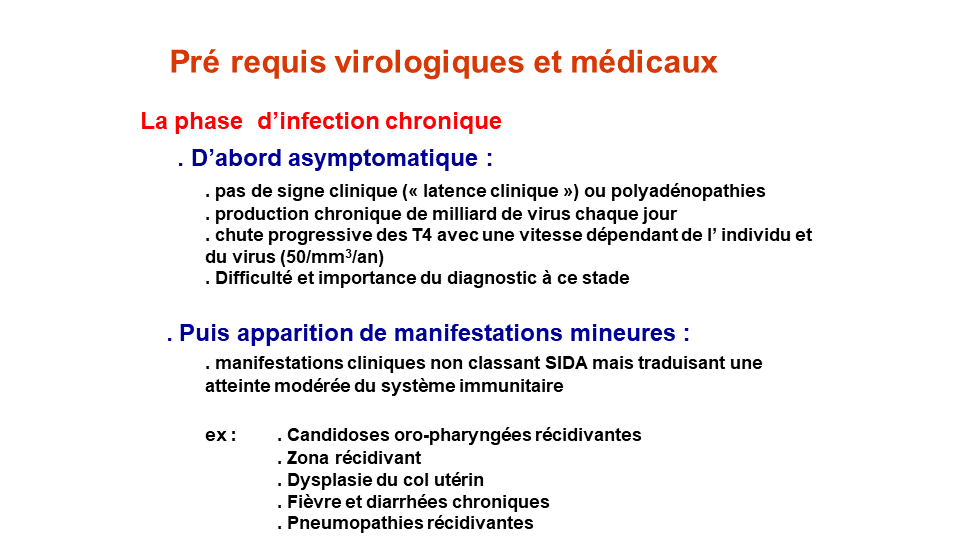 Pré requis virologiques et médicaux
La phase d’infection chronique
. D’abord asymptomatique :
. pas de signe clinique (« latence clinique ») ou polyadénopathies
. production chronique de milliard de virus chaque jour
. chute progressive des T4 avec une vitesse dépendant de l’ individu et
du virus (50/mm³/an)
. Difficulté et importance du diagnostic à ce stade
. Puis apparition de manifestations mineures :
. manifestations cliniques non classant SIDA mais traduisant une
atteinte modérée du système immunitaire
ex : . Candidoses oro-pharyngées récidivantes
. Zona récidivant
. Dysplasie du col utérin
. Fièvre et diarrhées chroniques
. Pneumopathies récidivantes